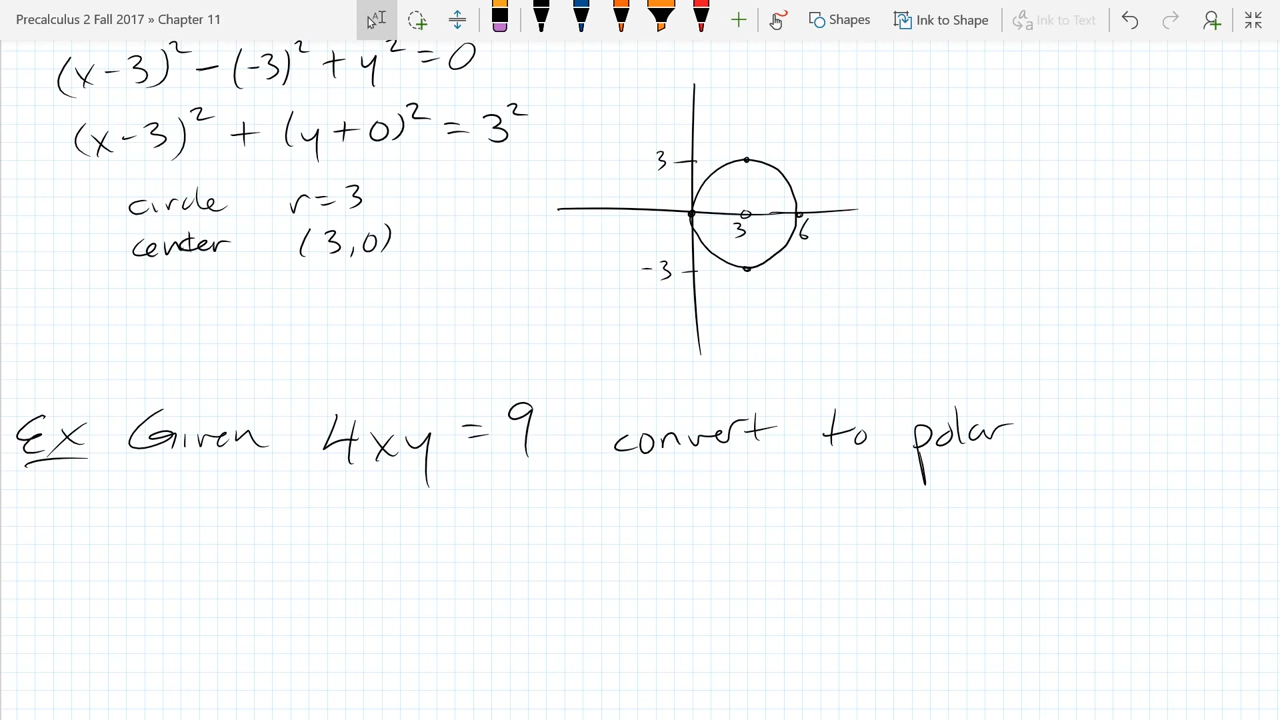 Precalculus 2 Fall 2017 » Chapter 11
Shapes
Ink to Shape
Ink to Text
(x-3)² - (-3)² + y² = 0
(x-3)² + (y+0)² = 3²
circle r=3
center (3,0)
3
3
6
-3
Ex Given 4xy = 9 convert to polar